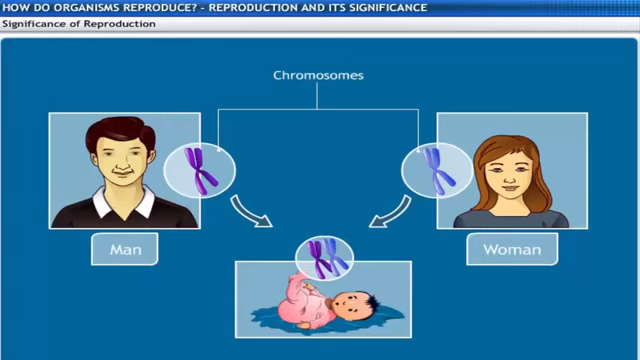 HOW DO ORGANISMS REPRODUCE? - REPRODUCTION AND ITS SIGNIFICANCE
Significance of Reproduction
Chromosomes
Man
Woman